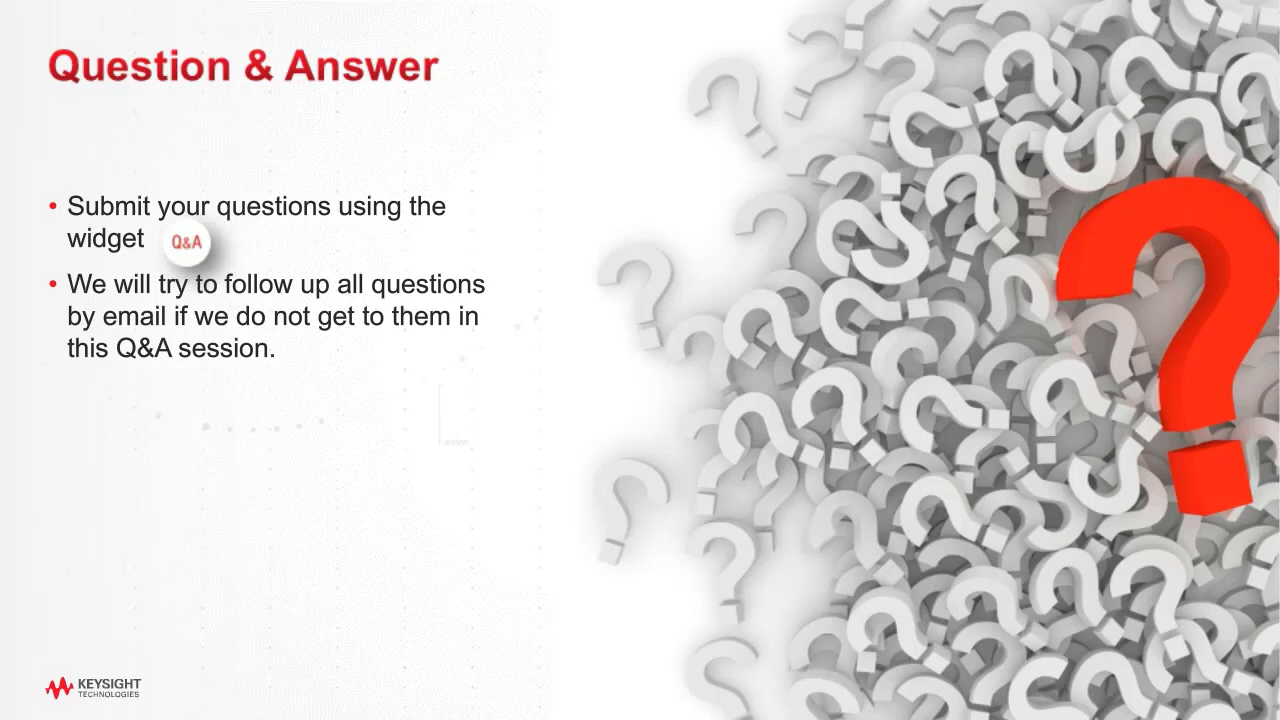 Question & Answer
• Submit your questions using the
widget Q&A
• We will try to follow up all questions
by email if we do not get to them in
this Q&A session.
KEYSIGHT
TECHNOLOGIES